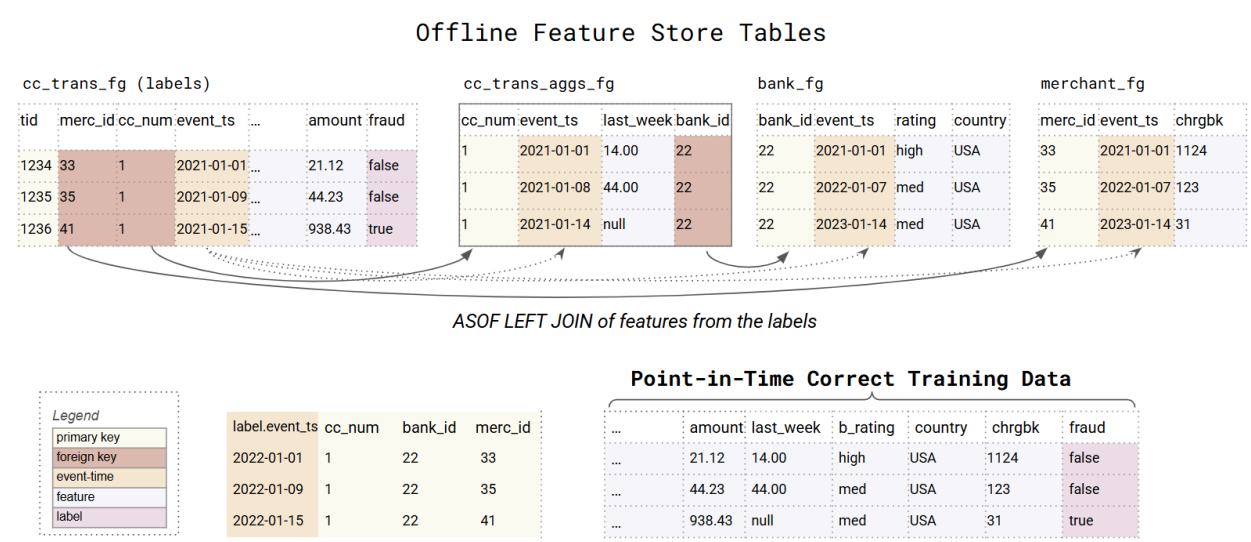 Offline Feature Store Tables
cc_trans_fg (labels) cc_trans_aggs_fg bank_fg merchant_fg
tid merc_id cc_num event_ts ... amount fraud cc_num event_ts last_week bank_id bank_id event_ts rating country merc_id event_ts chrgbk
1234 33 1 2021-01-01 ... 21.12 false 1 2021-01-01 14.00 22 22 2021-01-01 high USA 33 2021-01-01 1124
1235 35 1 2021-01-09 ... 44.23 false 1 2021-01-08 44.00 22 22 2022-01-07 med USA 35 2022-01-07 123
1236 41 1 2021-01-15 ... 938.43 true 1 2021-01-14 null 22 22 2023-01-14 med USA 41 2023-01-14 31
ASOF LEFT JOIN of features from the labels
Point-in-Time Correct Training Data
Legend
primary key
foreign key
event-time
feature
label
label.event_ts cc_num bank_id merc_id
2022-01-01 1 22 33
2022-01-09 1 22 35
2022-01-15 1 22 41
... amount last_week b_rating country chrgbk fraud
... 21.12 14.00 high USA 1124 false
... 44.23 44.00 med USA 123 false
... 938.43 null med USA 31 true